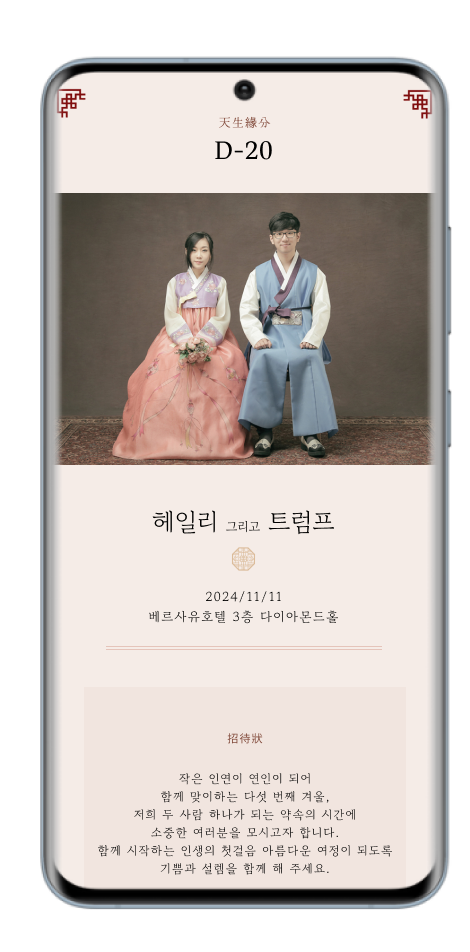 天生緣分
D-20
헤일리 그리고 트럼프
2024/11/11
베르사유호텔 3층 다이아몬드홀
招待狀
작은 인연이 연인이 되어
함께 맞이하는 다섯 번째 겨울,
저희 두 사람 하나가 되는 약속의 시간에
소중한 여러분을 모시고자 합니다.
함께 시작하는 인생의 첫걸음 아름다운 여정이 되도록
기쁨과 설렘을 함께 해 주세요.